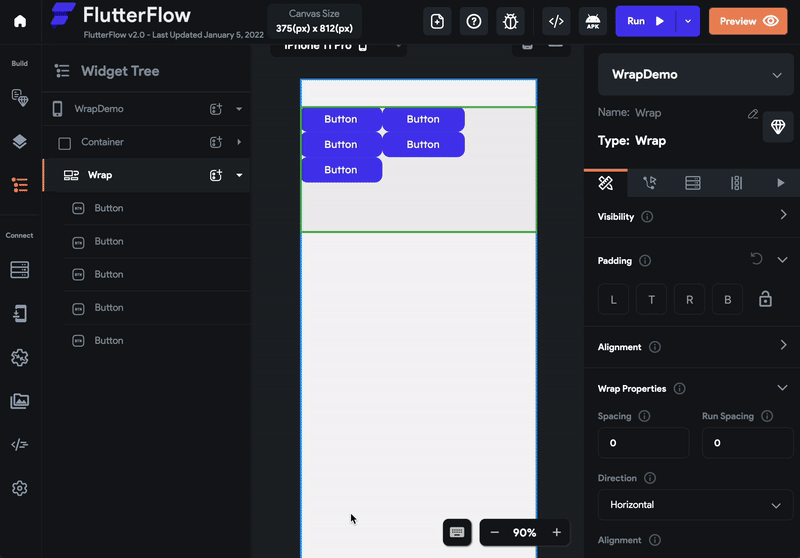 FlutterFlow
FlutterFlow v2.0 - Last Updated January 5, 2022
Canvas Size
375(px) x 812(px)
APK
Run
Preview
Build
Connect
Widget Tree
WrapDemo
Container
Wrap
Button
Button
Button
Button
Button
iPhone 11 Pro
Button
Button
Button
Button
Button
90%
WrapDemo
Name: Wrap
Type: Wrap
Visibility
Padding
L
T
R
B
Alignment
Wrap Properties
Spacing
Run Spacing
0
0
Direction
Horizontal
Alignment